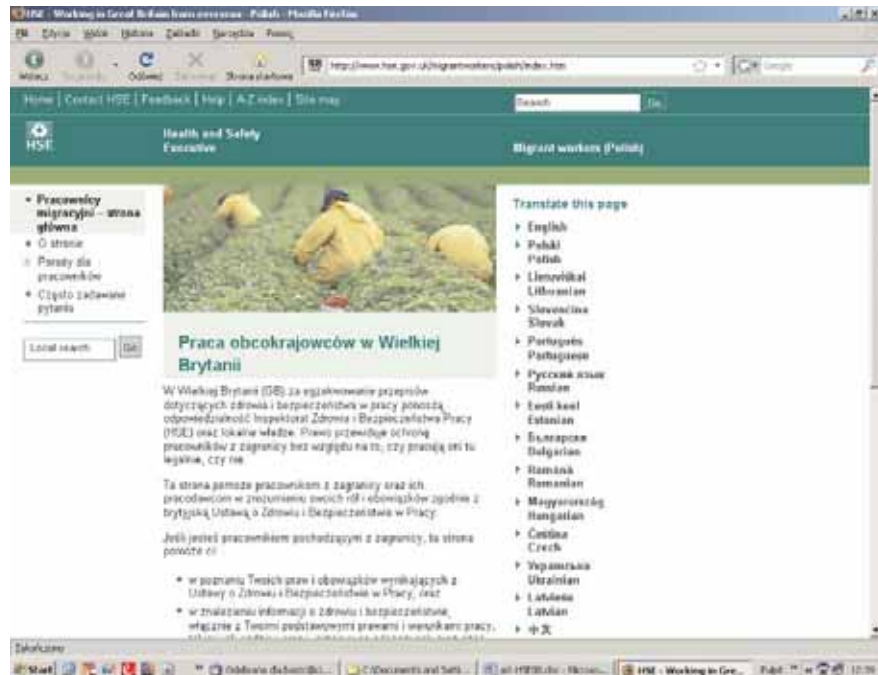 HSE - Working in Great Britain from overseas - Polish - Mozilla Firefox
Plik Edycja Widok Historia Zakładki Narzędzia Pomoc
Wstecz Odśwież Strona startowa
http://www.hse.gov.uk/migrantworkers/polish/index.htm
Home | Contact HSE | Feedback | Help | A-Z index | Site map
Search Go
HSE
Health and Safety
Executive
Migrant workers (Polish)
Pracownicy
migracyjni – strona
główna
O stronie
Porady dla
pracowników
Często zadawane
pytania
Local search Go
Praca obcokrajowców w Wielkiej
Brytanii
W Wielkiej Brytanii (GB) za egzekwowanie przepisów
dotyczących zdrowia i bezpieczeństwa w pracy ponoszą
odpowiedzialność Inspektorat Zdrowia i Bezpieczeństwa Pracy
(HSE) oraz lokalne władze. Prawo przewiduje ochronę
pracowników z zagranicy bez względu na to, czy pracują oni tu
legalnie, czy nie.
Ta strona pomoże pracownikom z zagranicy oraz ich
pracodawcom w zrozumieniu swoich ról i obowiązków zgodnie z
brytyjską Ustawą o Zdrowiu i Bezpieczeństwie w Pracy.
Jeśli jesteś pracownikiem pochodzącym z zagranicy, ta strona
pomoże ci:
w poznaniu Twoich praw i obowiązków wynikających z
Ustawy o Zdrowiu i Bezpieczeństwie w Pracy, oraz
w znalezieniu informacji o zdrowiu i bezpieczeństwie,
włącznie z Twoimi podstawowymi prawami i warunkami pracy,
Translate this page
English
Polski
Polish
Lietuviškai
Lithuanian
Slovencina
Slovak
Português
Portuguese
Русский язык
Russian
Eesti keel
Estonian
Български
Bulgarian
Română
Romanian
Magyarország
Hungarian
Čeština
Czech
Українська
Ukrainian
Latviešu
Latvian
中文
Zakończono
Start
HSE - Working in Gre...
Pulpit
12:39